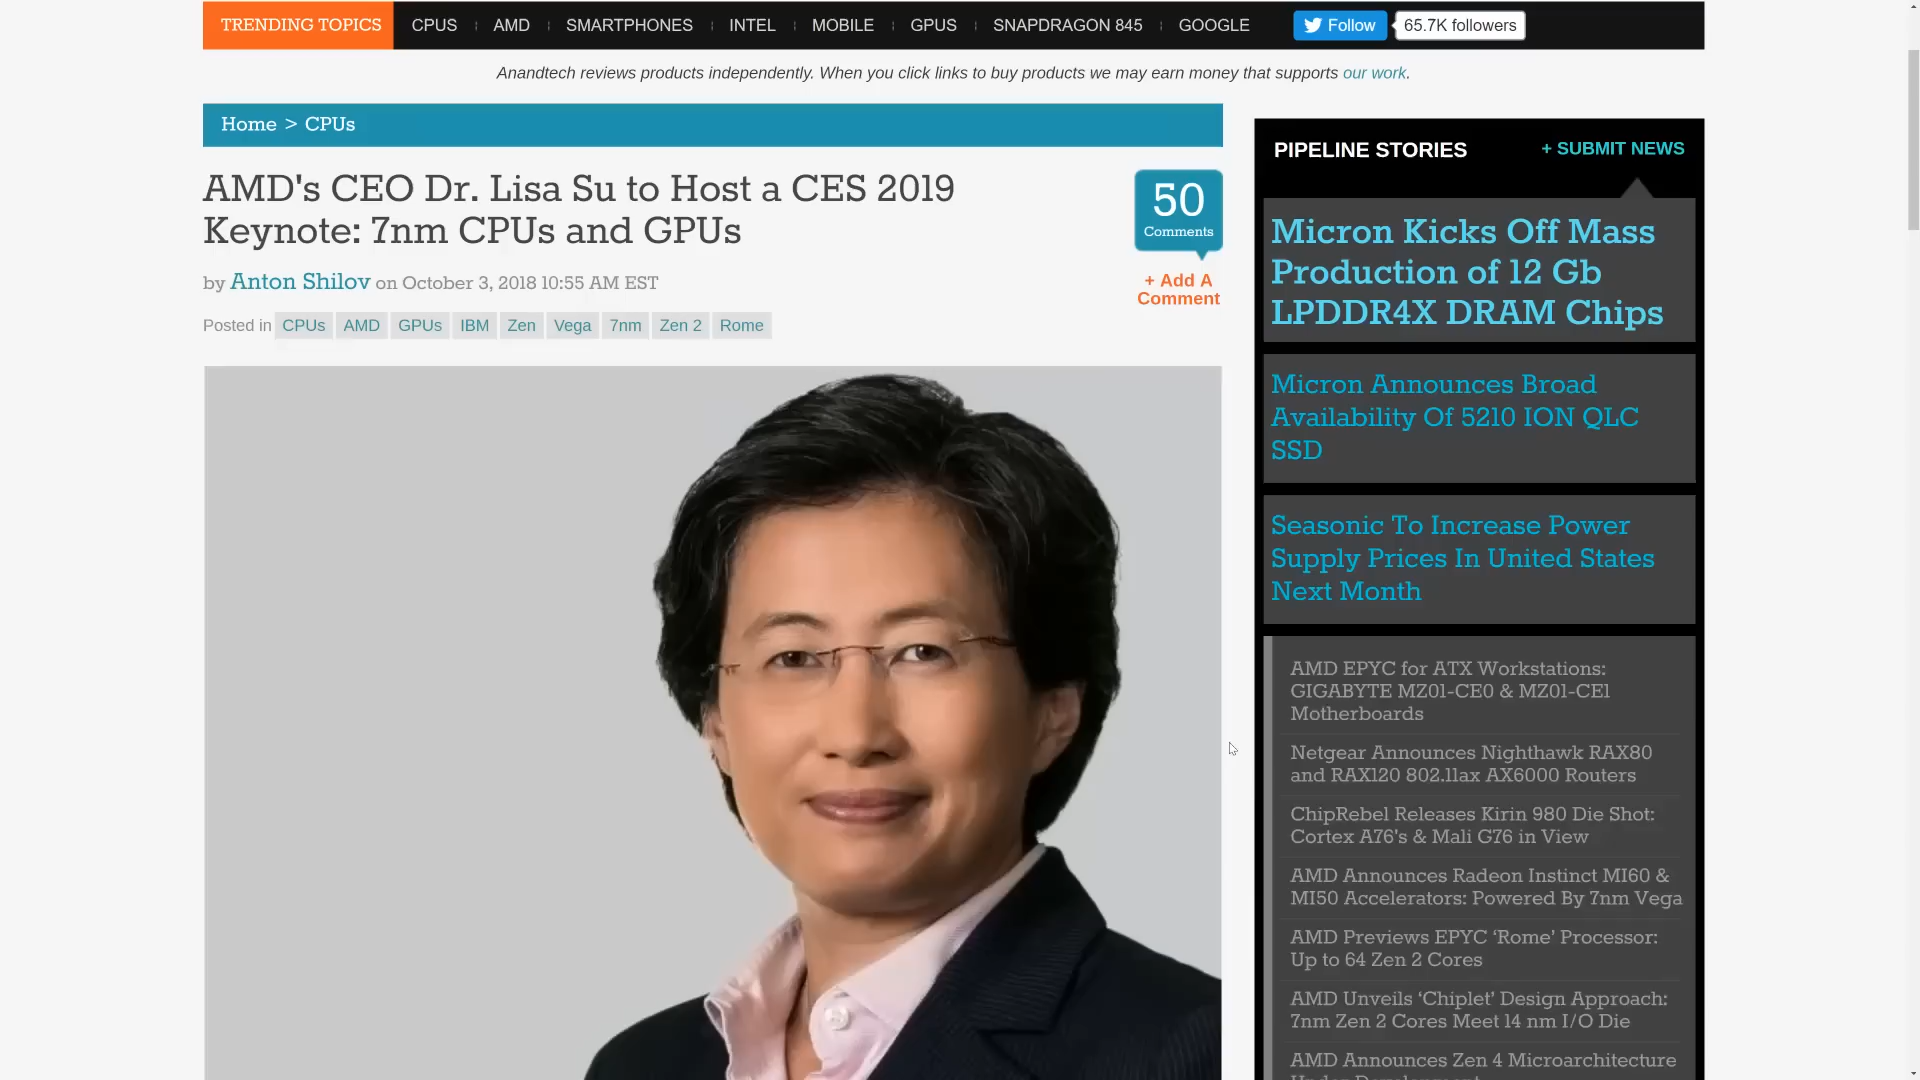 TRENDING TOPICS CPUS AMD SMARTPHONES INTEL MOBILE GPUS SNAPDRAGON 845 GOOGLE Follow 65.7K followers
Anandtech reviews products independently. When you click links to buy products we may earn money that supports our work.
Home > CPUs
AMD's CEO Dr. Lisa Su to Host a CES 2019
Keynote: 7nm CPUs and GPUs
by Anton Shilov on October 3, 2018 10:55 AM EST
Posted in CPUs AMD GPUs IBM Zen Vega 7nm Zen 2 Rome
50
Comments
+ Add A
Comment
PIPELINE STORIES + SUBMIT NEWS
Micron Kicks Off Mass
Production of 12 Gb
LPDDR4X DRAM Chips
Micron Announces Broad
Availability Of 5210 ION QLC
SSD
Seasonic To Increase Power
Supply Prices In United States
Next Month
AMD EPYC for ATX Workstations:
GIGABYTE MZ01-CE0 & MZ01-CE1
Motherboards
Netgear Announces Nighthawk RAX80
and RAX120 802.11ax AX6000 Routers
ChipRebel Releases Kirin 980 Die Shot:
Cortex A76's & Mali G76 in View
AMD Announces Radeon Instinct MI60 &
MI50 Accelerators: Powered By 7nm Vega
AMD Previews EPYC ‘Rome’ Processor:
Up to 64 Zen 2 Cores
AMD Unveils ‘Chiplet’ Design Approach:
7nm Zen 2 Cores Meet 14 nm I/O Die
AMD Announces Zen 4 Microarchitecture